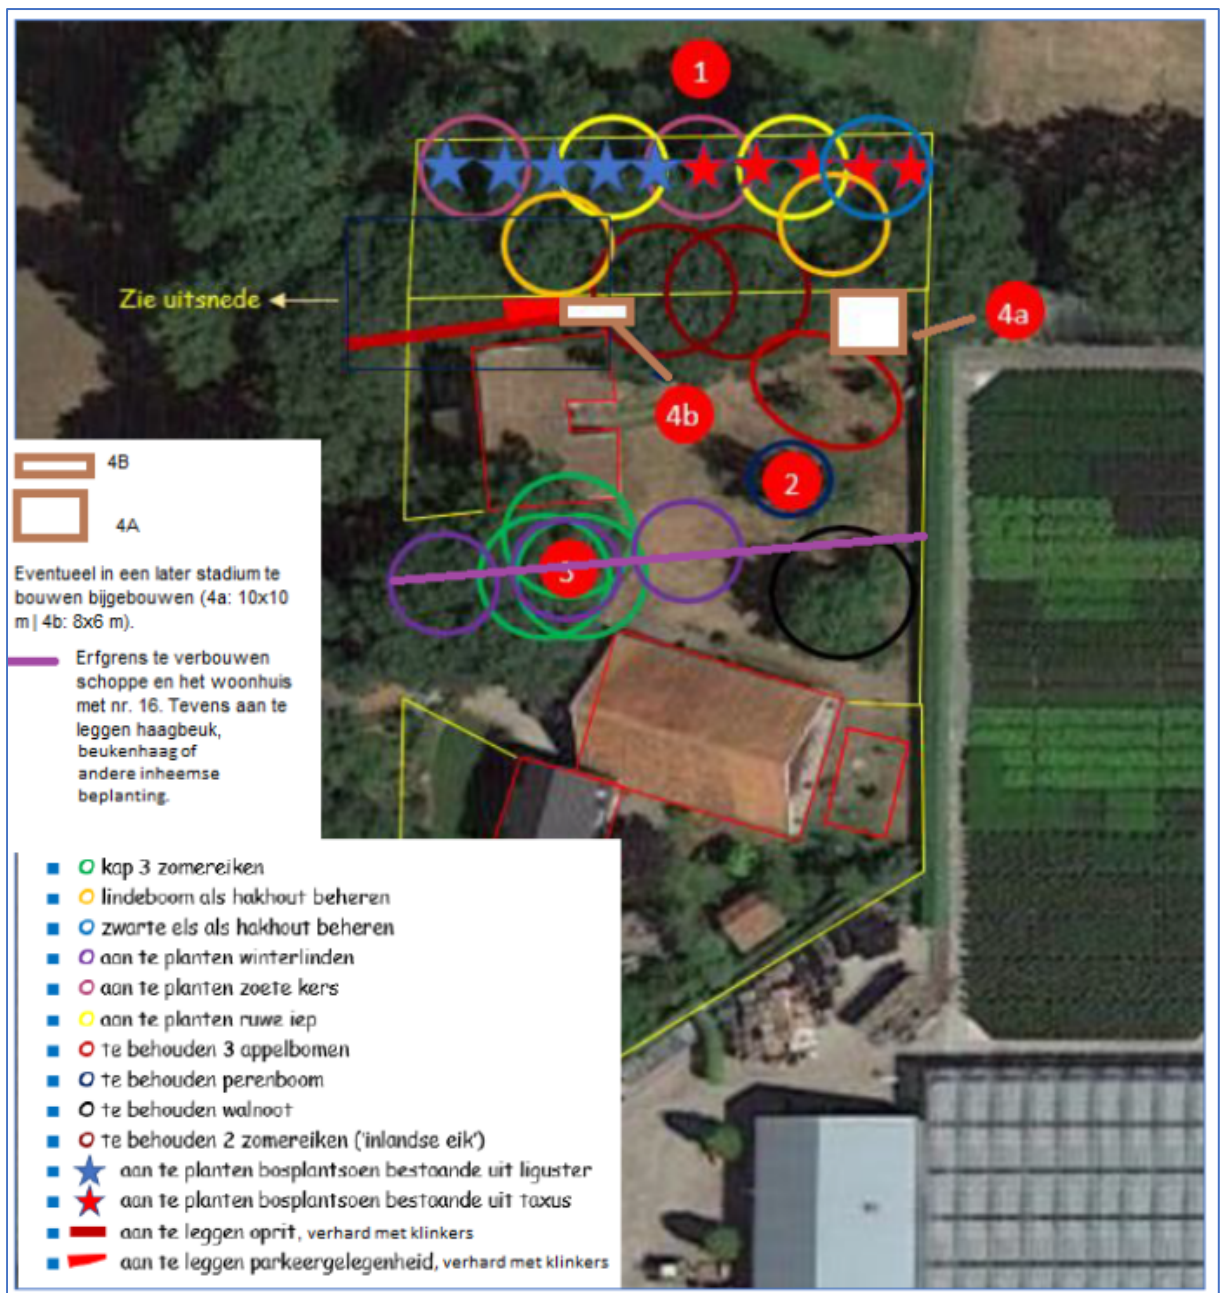 1
Zie uitsnede
4a
4b
2
3
4B
4A
Eventueel in een later stadium te
bouwen bijgebouwen (4a: 10x10
m | 4b: 8x6 m).
Erfgrens te verbouwen
schoppe en het woonhuis
met nr. 16. Tevens aan te
leggen haagbeuk,
beukenhaag of
andere inheemse
beplanting.
kap 3 zomereiken
lindeboom als hakhout beheren
zwarte els als hakhout beheren
aan te planten winterlinden
aan te planten zoete kers
aan te planten ruwe iep
te behouden 3 appelbomen
te behouden perenboom
te behouden walnoot
te behouden 2 zomereiken ('inlandse eik')
aan te planten bosplantsoen bestaande uit liguster
aan te planten bosplantsoen bestaande uit taxus
aan te leggen oprit, verhard met klinkers
aan te leggen parkeergelegenheid, verhard met klinkers